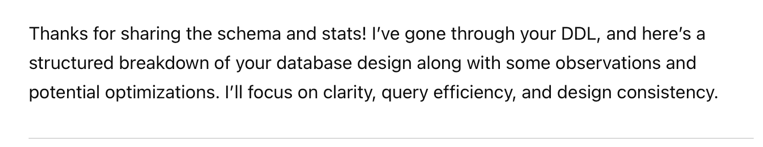 Thanks for sharing the schema and stats! I’ve gone through your DDL, and here’s a
structured breakdown of your database design along with some observations and
potential optimizations. I’ll focus on clarity, query efficiency, and design consistency.